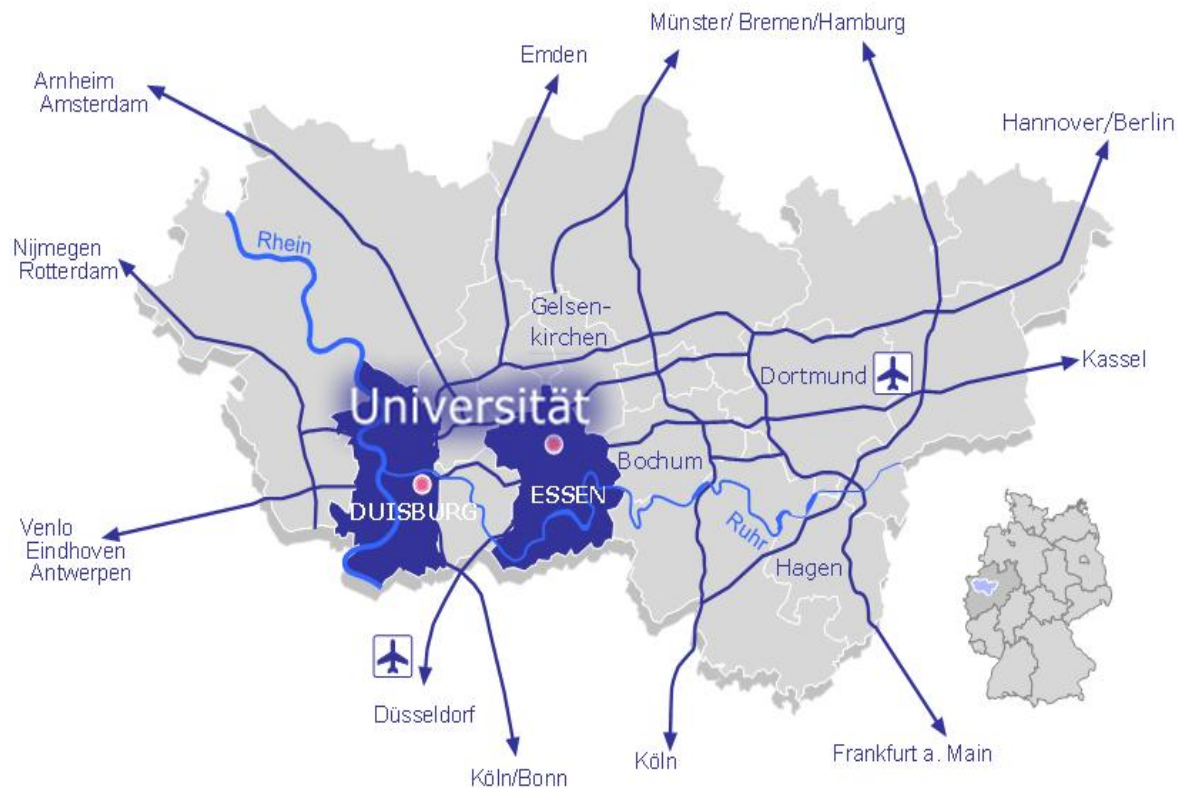 Münster/ Bremen/Hamburg
Emden
Arnheim
Amsterdam
Hannover/Berlin
Rhein
Nijmegen
Rotterdam
Gelsen-
kirchen
Kassel
Dortmund
Universität
Bochum
ESSEN
DUISBURG
Venlo
Eindhoven
Antwerpen
Ruhr
Hagen
Düsseldorf
Köln
Frankfurt a. Main
Köln/Bonn